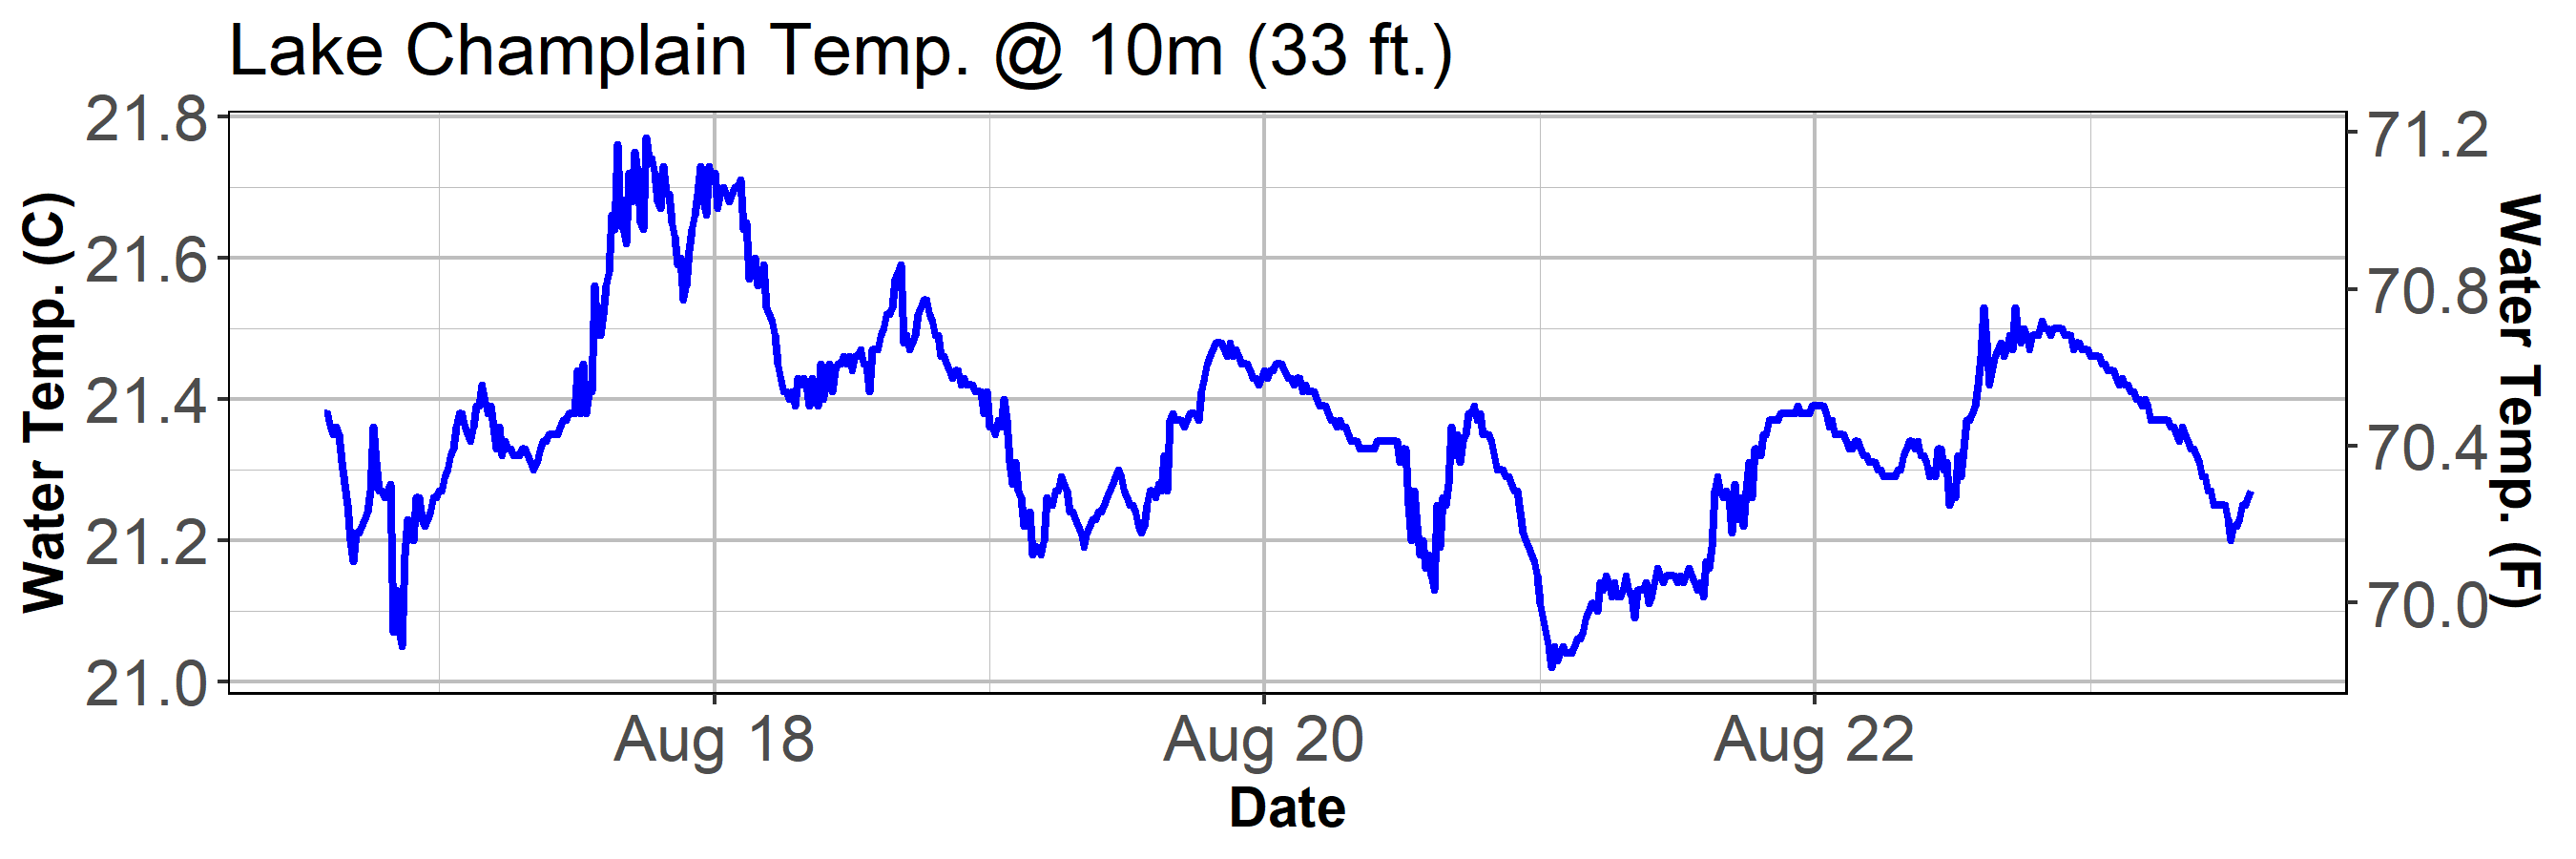 Lake Champlain Temp. @ 10m (33 ft.)
Water Temp. (C)
21.8
21.6
21.4
21.2
21.0
71.2
70.8
70.4
70.0
Water Temp. (F)
Aug 18
Aug 20
Aug 22
Date